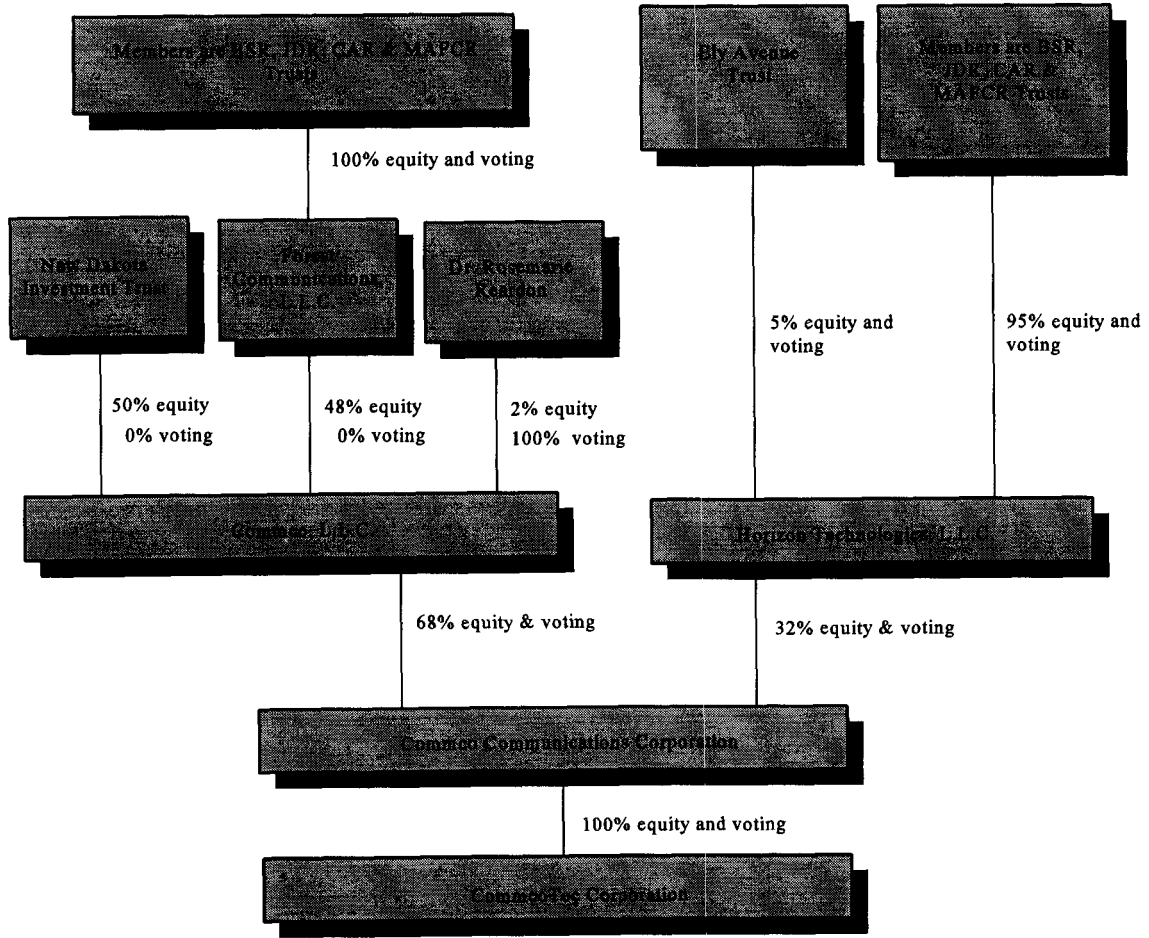 Members are BSR, JDK, CAR & MAPCR
Trusts
Ely Avenue
Trust
Members are BSR,
JDK, CAR &
MAPCR Trusts
100% equity and voting
New Dakota
Investment Trust
Forest
Communications,
L.L.C.
Dr. Rosemarie
Reardon
5% equity and
voting
95% equity and
voting
50% equity
0% voting
48% equity
0% voting
2% equity
100% voting
Commco, L.L.C.
Horizon Technologies, L.L.C.
68% equity & voting
32% equity & voting
Commco Communications Corporation
100% equity and voting
CommcoTec Corporation